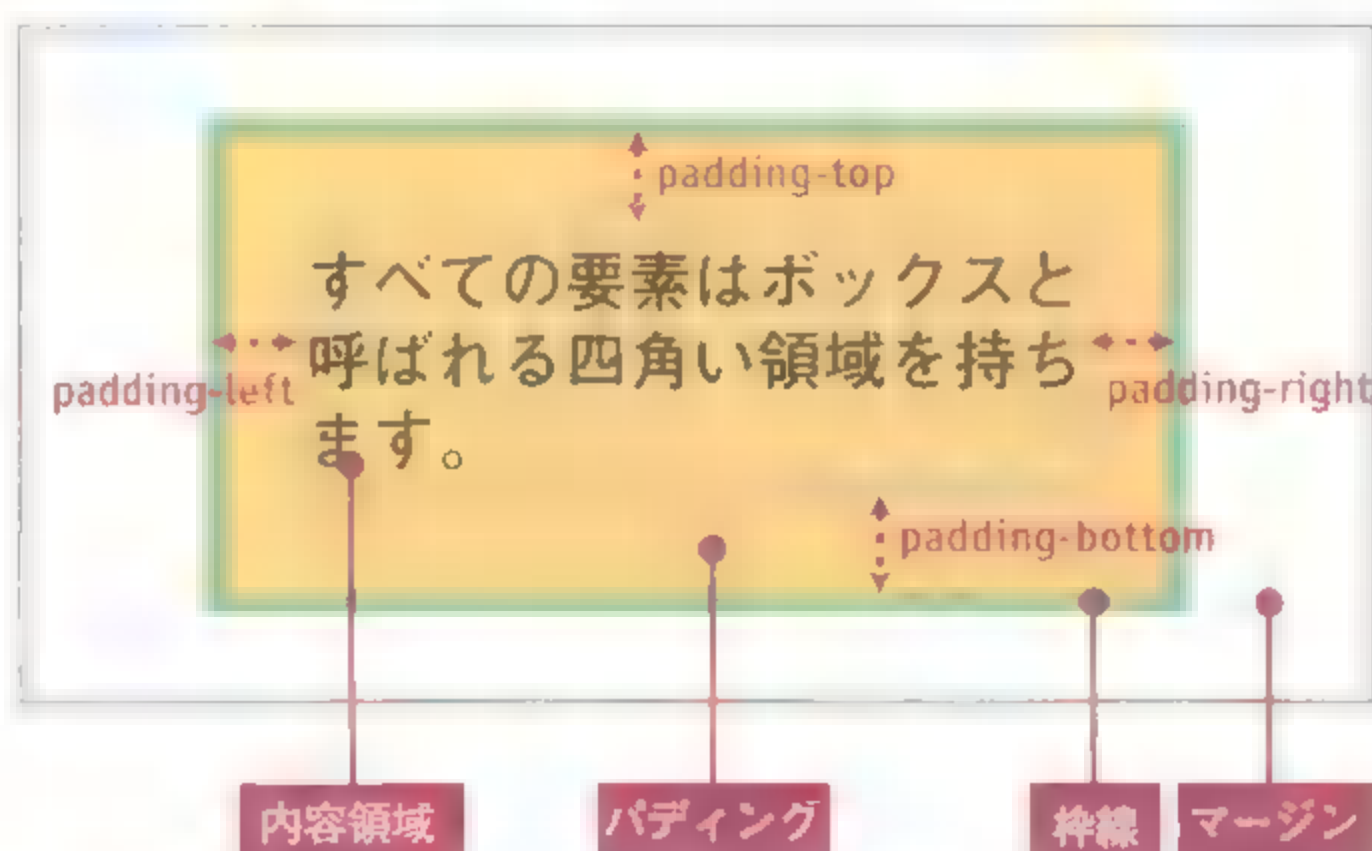 padding-top
すべての要素はボックスと
呼ばれる四角い領域を持ち
ます。
padding-left
padding-right
padding-bottom
内容領域
パディング
枠線
マージン